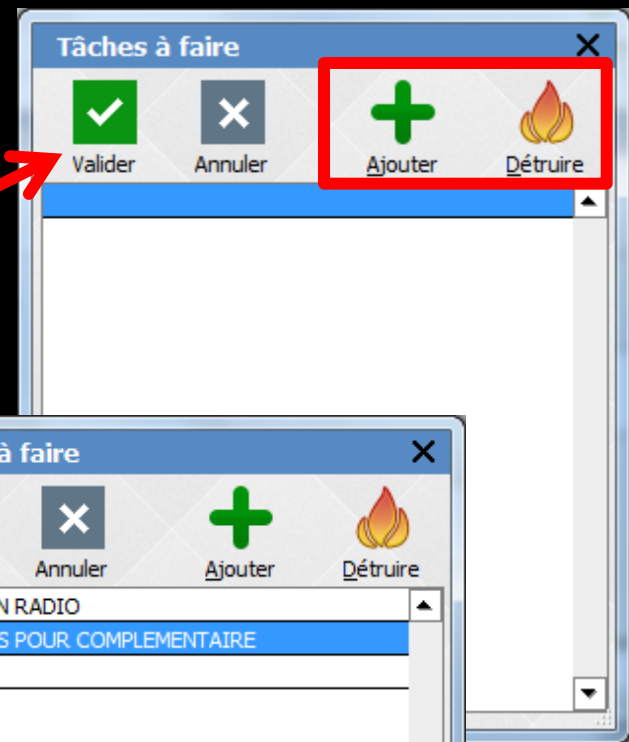 Tâches à faire
Valider Annuler Ajouter Détruire
à faire
Annuler Ajouter Détruire
N RADIO
S POUR COMPLEMENTAIRE